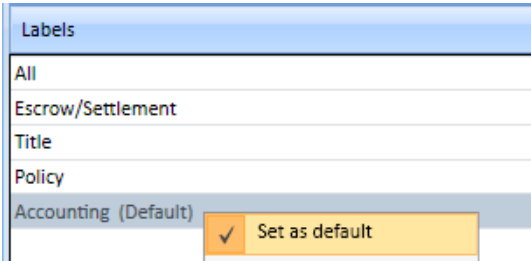 Labels
All
Escrow/Settlement
Title
Policy
Accounting (Default)
Set as default